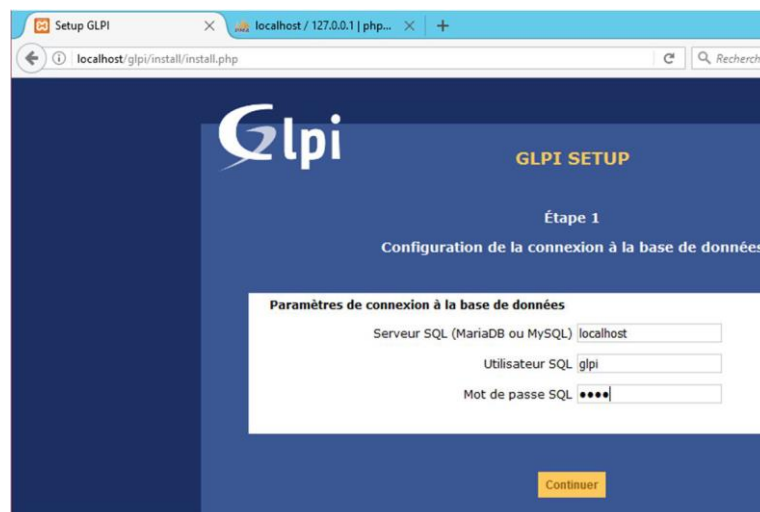 Setup GLPI
localhost / 127.0.0.1 | php...
localhost/glpi/install/install.php
Recherch
Glpi
GLPI SETUP
Étape 1
Configuration de la connexion à la base de données
Paramètres de connexion à la base de données
Serveur SQL (MariaDB ou MySQL) localhost
Utilisateur SQL glpi
Mot de passe SQL ••••
Continuer